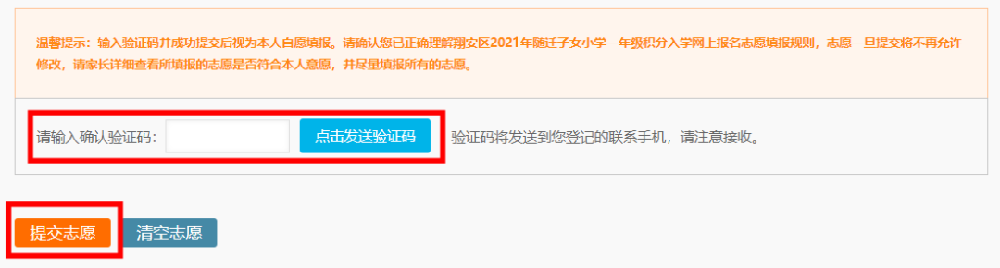 温馨提示：输入验证码并成功提交后视为本人自愿填报。请确认您已正确理解翔安区2021年随迁子女小学一年级积分入学网上报名志愿填报规则，志愿一旦提交将不再允许
修改，请家长详细查看所填报的志愿是否符合本人意愿，并尽量填报所有的志愿。
请输入确认验证码： 点击发送验证码 验证码将发送到您登记的联系手机，请注意接收。
提交志愿 清空志愿